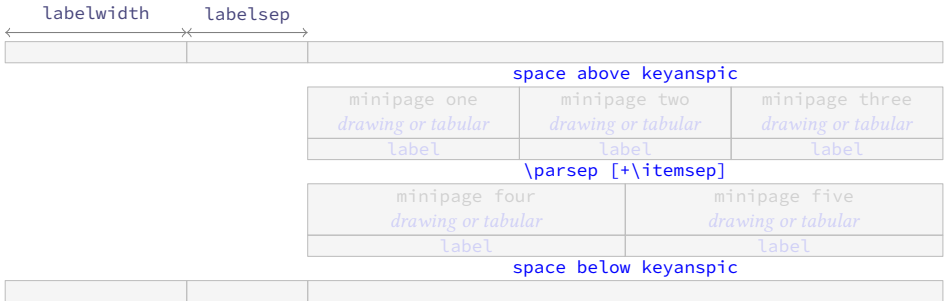 labelwidth labelsep
space above keyanspic
minipage one minipage two minipage three
drawing or tabular drawing or tabular drawing or tabular
label label label
\parsep [+\itemsep]
minipage four minipage five
drawing or tabular drawing or tabular
label label
space below keyanspic